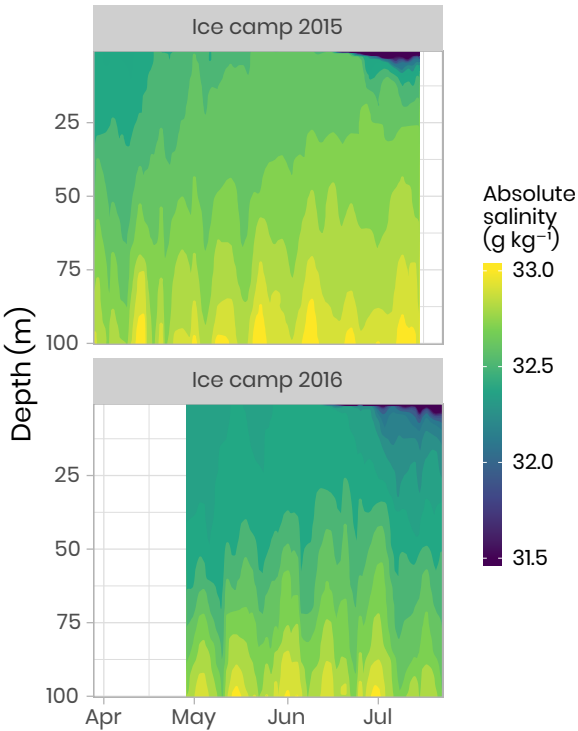 Ice camp 2015
25
50
75
100
Ice camp 2016
25
50
75
100
Apr May Jun Jul
Depth (m)
Absolute
salinity
(g kg⁻¹)
33.0
32.5
32.0
31.5